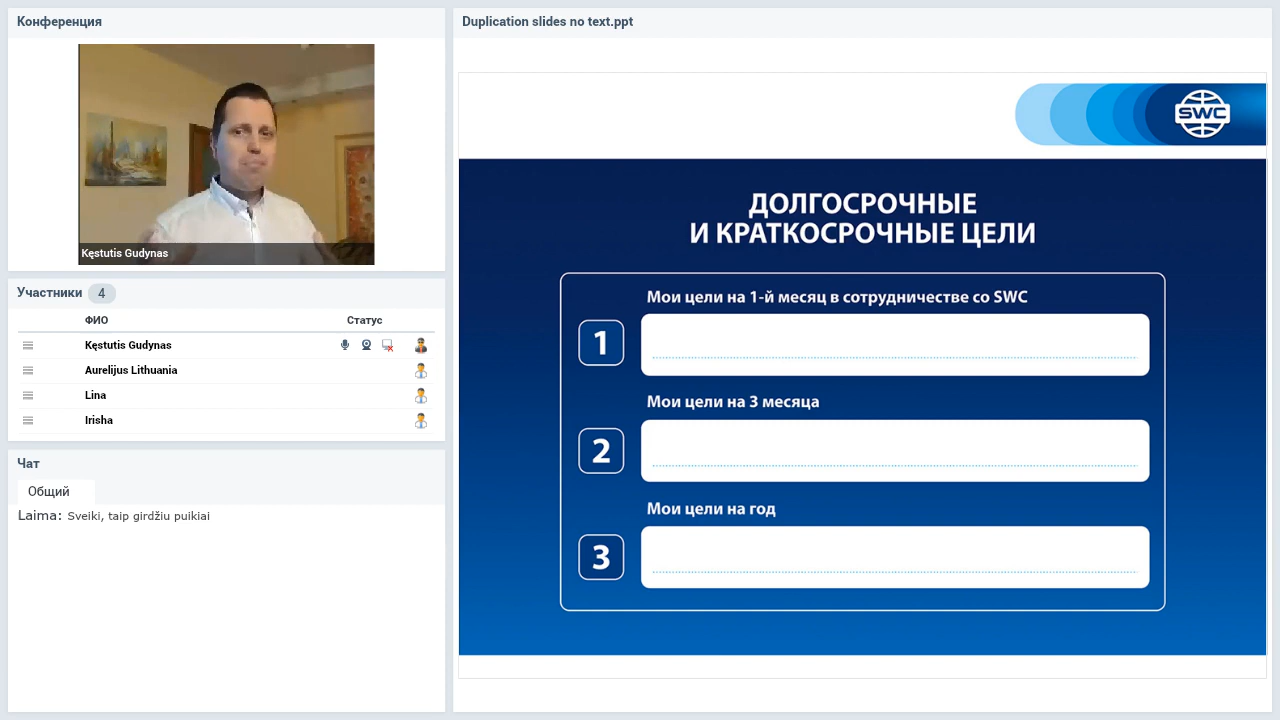 Конференция
Kęstutis Gudynas
Участники 4
ФИО Статус
Kęstutis Gudynas
Aurelijus Lithuania
Lina
Irisha
Чат
Общий
Laima: Sveiki, taip girdžiu puikiai
Duplication slides no text.ppt
SWC
ДОЛГОСРОЧНЫЕ
И КРАТКОСРОЧНЫЕ ЦЕЛИ
Мои цели на 1-й месяц в сотрудничестве со SWC
1
Мои цели на 3 месяца
2
Мои цели на год
3